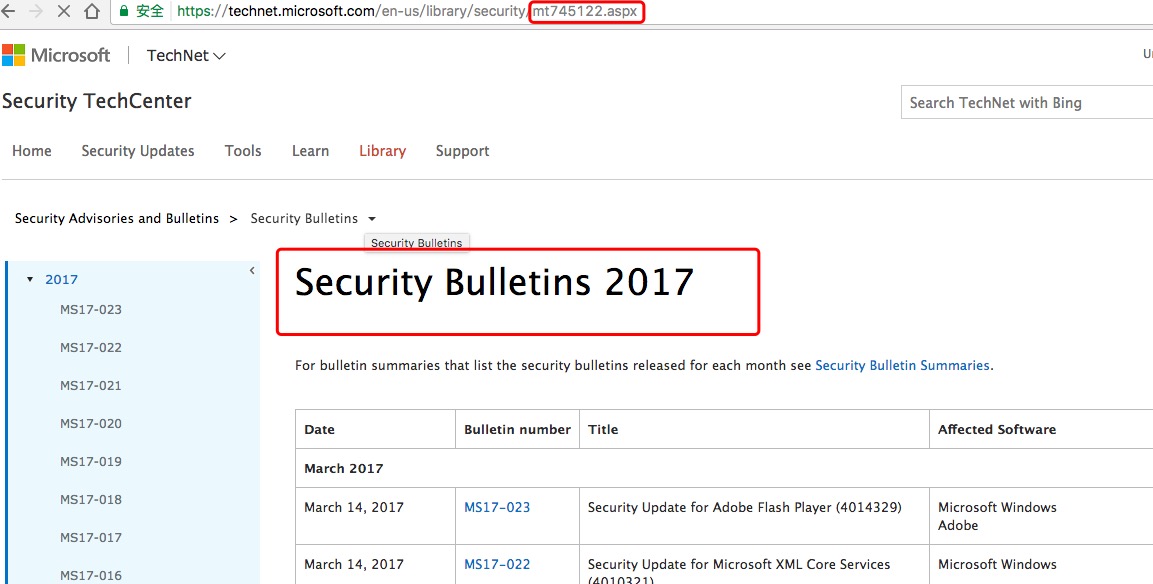 安全 https://technet.microsoft.com/en-us/library/security/mt745122.aspx
Microsoft TechNet
Security TechCenter
Search TechNet with Bing
Home Security Updates Tools Learn Library Support
Security Advisories and Bulletins > Security Bulletins
Security Bulletins
2017
MS17-023
MS17-022
MS17-021
MS17-020
MS17-019
MS17-018
MS17-017
MS17-016
Security Bulletins 2017
For bulletin summaries that list the security bulletins released for each month see Security Bulletin Summaries.
Date Bulletin number Title Affected Software
March 2017
March 14, 2017 MS17-023 Security Update for Adobe Flash Player (4014329) Microsoft Windows
Adobe
March 14, 2017 MS17-022 Security Update for Microsoft XML Core Services Microsoft Windows
(4010321)